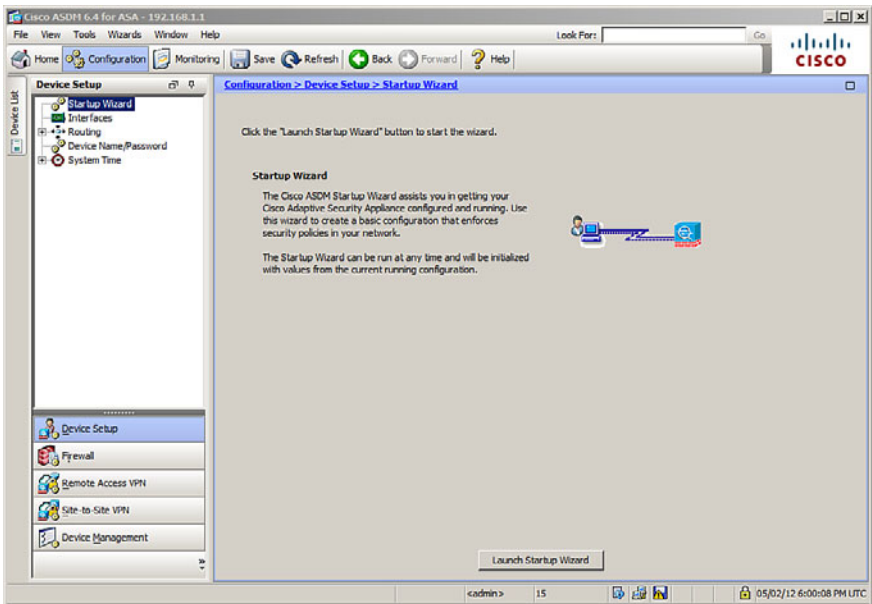 Cisco ASDM 6.4 for ASA - 192.168.1.1
File View Tools Wizards Window Help
Look For:
Go
Home Configuration Monitoring Save Refresh Back Forward Help
CISCO
Device List
Device Setup
Startup Wizard
Interfaces
Routing
Device Name/Password
System Time
Device Setup
Firewall
Remote Access VPN
Site-to-Site VPN
Device Management
Configuration > Device Setup > Startup Wizard
Click the "Launch Startup Wizard" button to start the wizard.
Startup Wizard
The Cisco ASDM Startup Wizard assists you in getting your
Cisco Adaptive Security Appliance configured and running. Use
this wizard to create a basic configuration that enforces
security policies in your network.
The Startup Wizard can be run at any time and will be initialized
with values from the current running configuration.
Launch Startup Wizard
<admin> 15 05/02/12 6:00:08 PM UTC